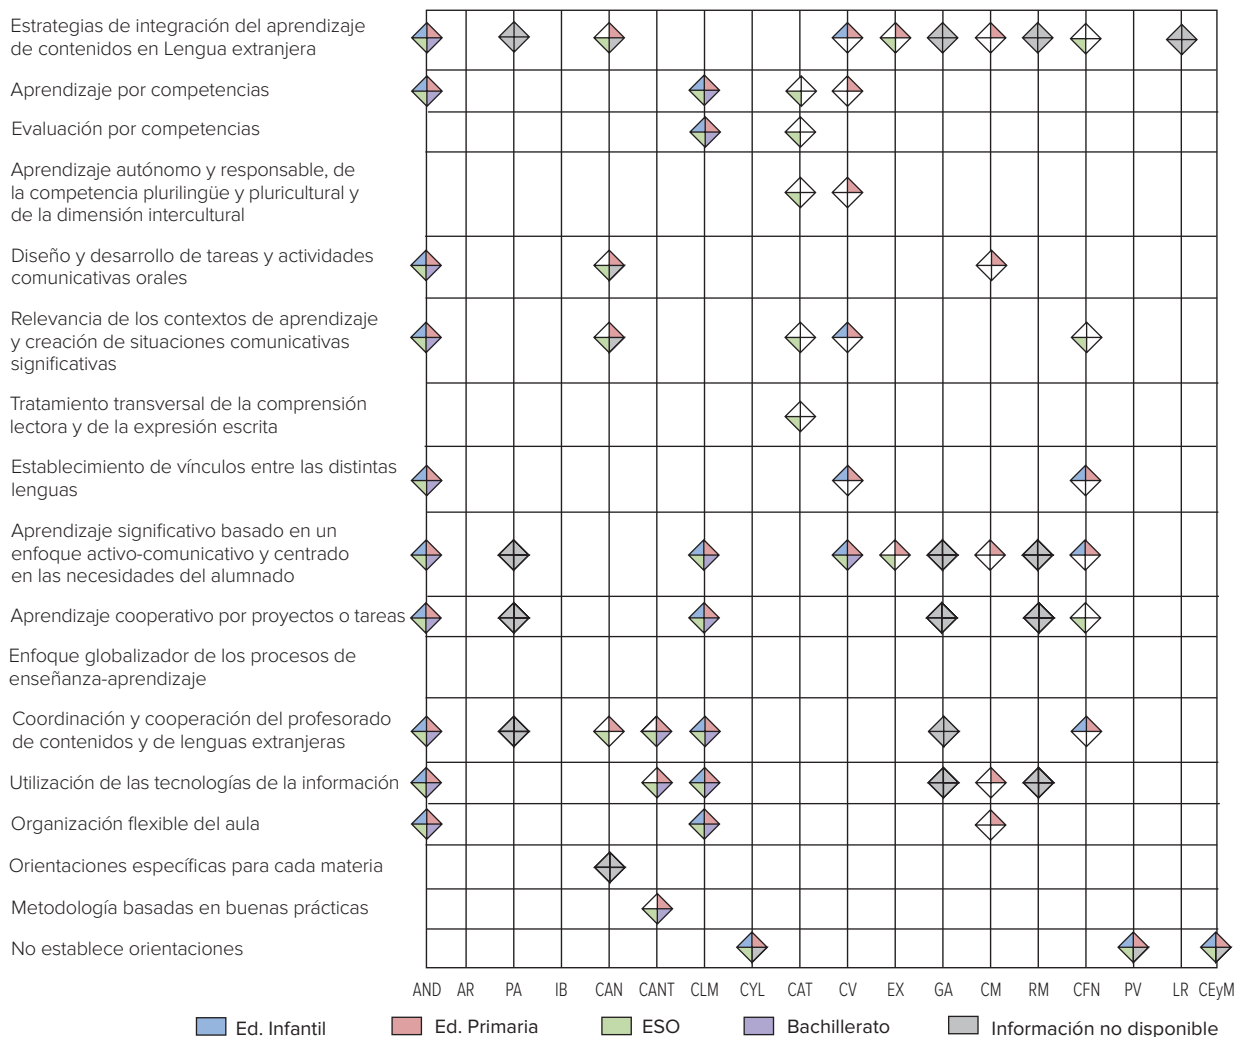 Estrategias de integración del aprendizaje
de contenidos en Lengua extranjera
Aprendizaje por competencias
Evaluación por competencias
Aprendizaje autónomo y responsable, de
la competencia plurilingüe y pluricultural y
de la dimensión intercultural
Diseño y desarrollo de tareas y actividades
comunicativas orales
Relevancia de los contextos de aprendizaje
y creación de situaciones comunicativas
significativas
Tratamiento transversal de la comprensión
lectora y de la expresión escrita
Establecimiento de vínculos entre las distintas
lenguas
Aprendizaje significativo basado en un
enfoque activo-comunicativo y centrado
en las necesidades del alumnado
Aprendizaje cooperativo por proyectos o tareas
Enfoque globalizador de los procesos de
enseñanza-aprendizaje
Coordinación y cooperación del profesorado
de contenidos y de lenguas extranjeras
Utilización de las tecnologías de la información
Organización flexible del aula
Orientaciones específicas para cada materia
Metodología basadas en buenas prácticas
No establece orientaciones
AND AR PA IB CAN CANT CLM CYL CAT CV EX GA CM RM CFN PV LR CEyM
Ed. Infantil Ed. Primaria ESO Bachillerato Información no disponible